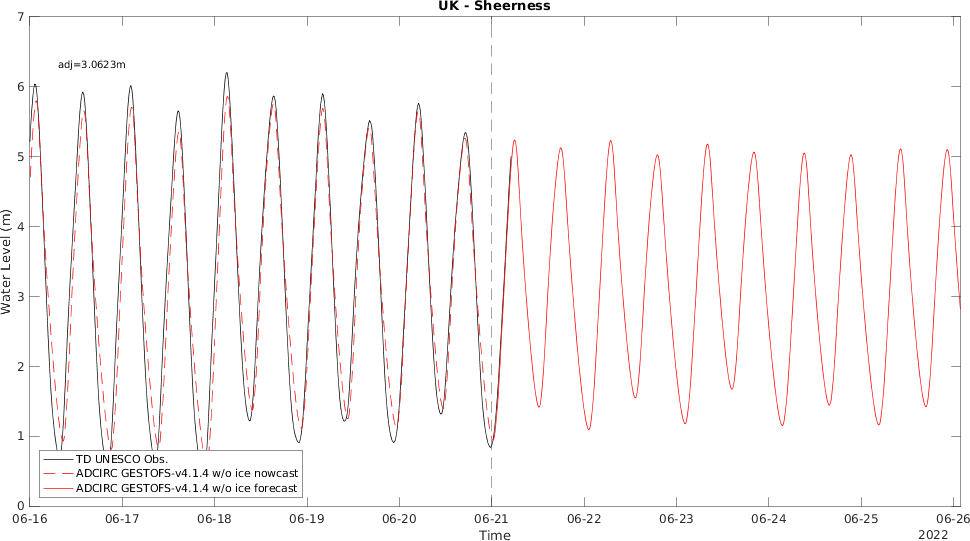 UK - Sheerness
7
adj=3.0623m
6
5
4
3
2
1
0
Water Level (m)
TD UNESCO Obs.
ADCIRC GESTOFS-v4.1.4 w/o ice nowcast
ADCIRC GESTOFS-v4.1.4 w/o ice forecast
06-16 06-17 06-18 06-19 06-20 06-21 06-22 06-23 06-24 06-25 06-26
Time
2022